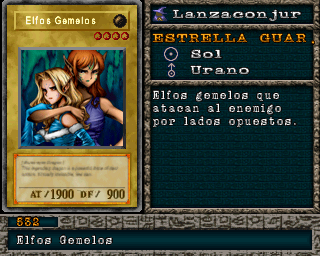 Elfos Gemelos
AT/1900 DF/ 900
Lanzaconjur
ESTRELLA GUAR.
Sol
Urano
Elfos gemelos que
atacan al enemigo
por lados opuestos.
532
Elfos Gemelos